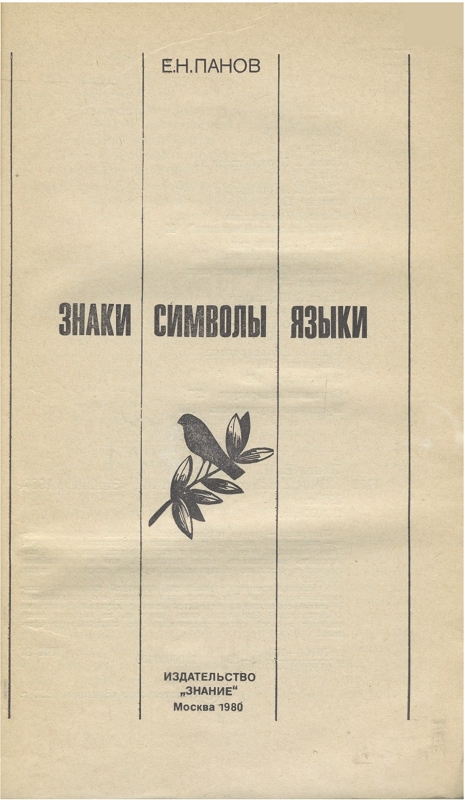 Е.Н.ПАНОВ
ЗНАКИ СИМВОЛЫ ЯЗЫКИ
ИЗДАТЕЛЬСТВО
„ЗНАНИЕ“
Москва 1980